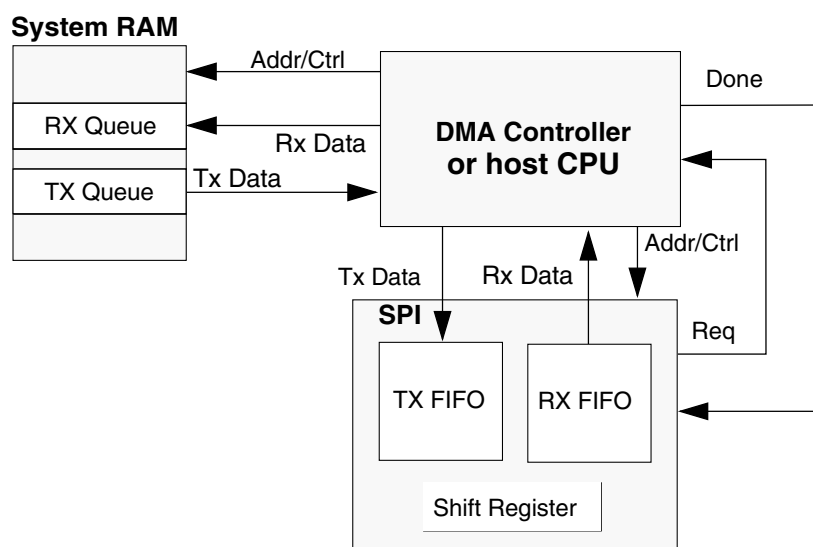 System RAM
Addr/Ctrl
Done
RX Queue
Rx Data
DMA Controller
or host CPU
TX Queue
Tx Data
Addr/Ctrl
Tx Data
Rx Data
SPI
Req
TX FIFO
RX FIFO
Shift Register